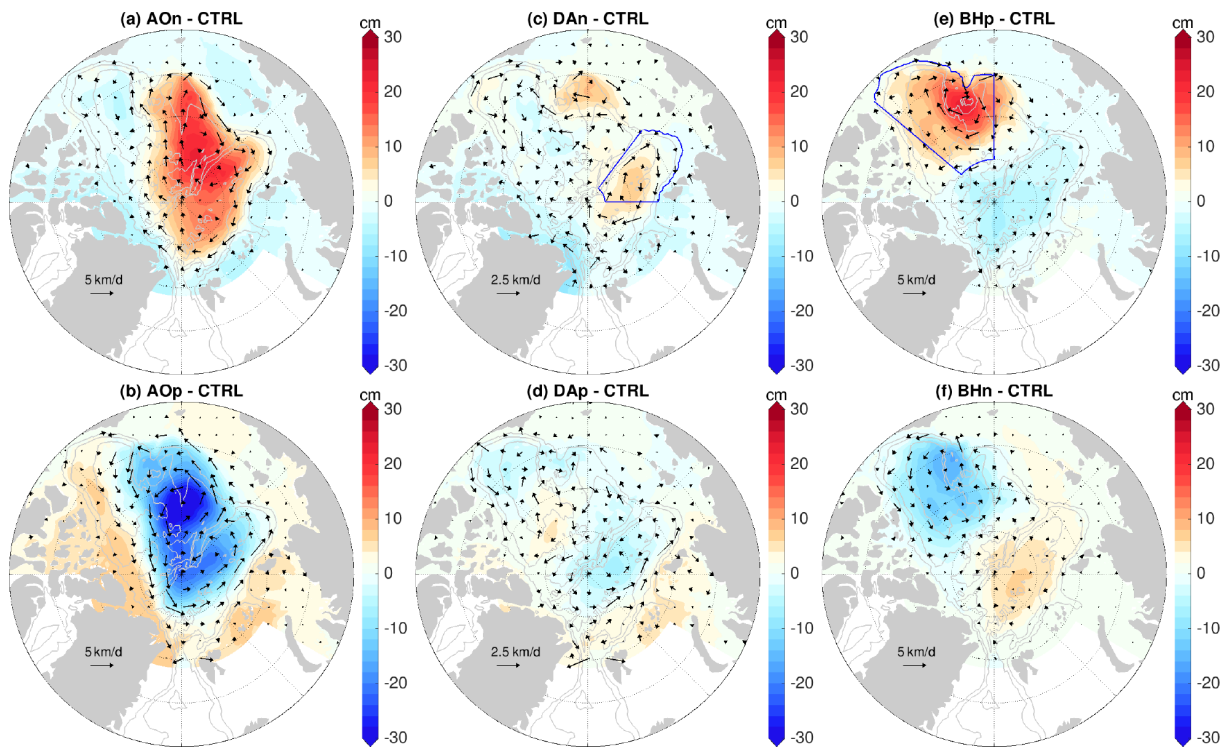 (a) AOn - CTRL
cm
30
20
10
0
-10
-20
-30
5 km/d
(c) DAn - CTRL
cm
30
20
10
0
-10
-20
-30
2.5 km/d
(e) BHp - CTRL
cm
30
20
10
0
-10
-20
-30
5 km/d
(b) AOp - CTRL
cm
30
20
10
0
-10
-20
-30
5 km/d
(d) DAp - CTRL
cm
30
20
10
0
-10
-20
-30
2.5 km/d
(f) BHn - CTRL
cm
30
20
10
0
-10
-20
-30
5 km/d